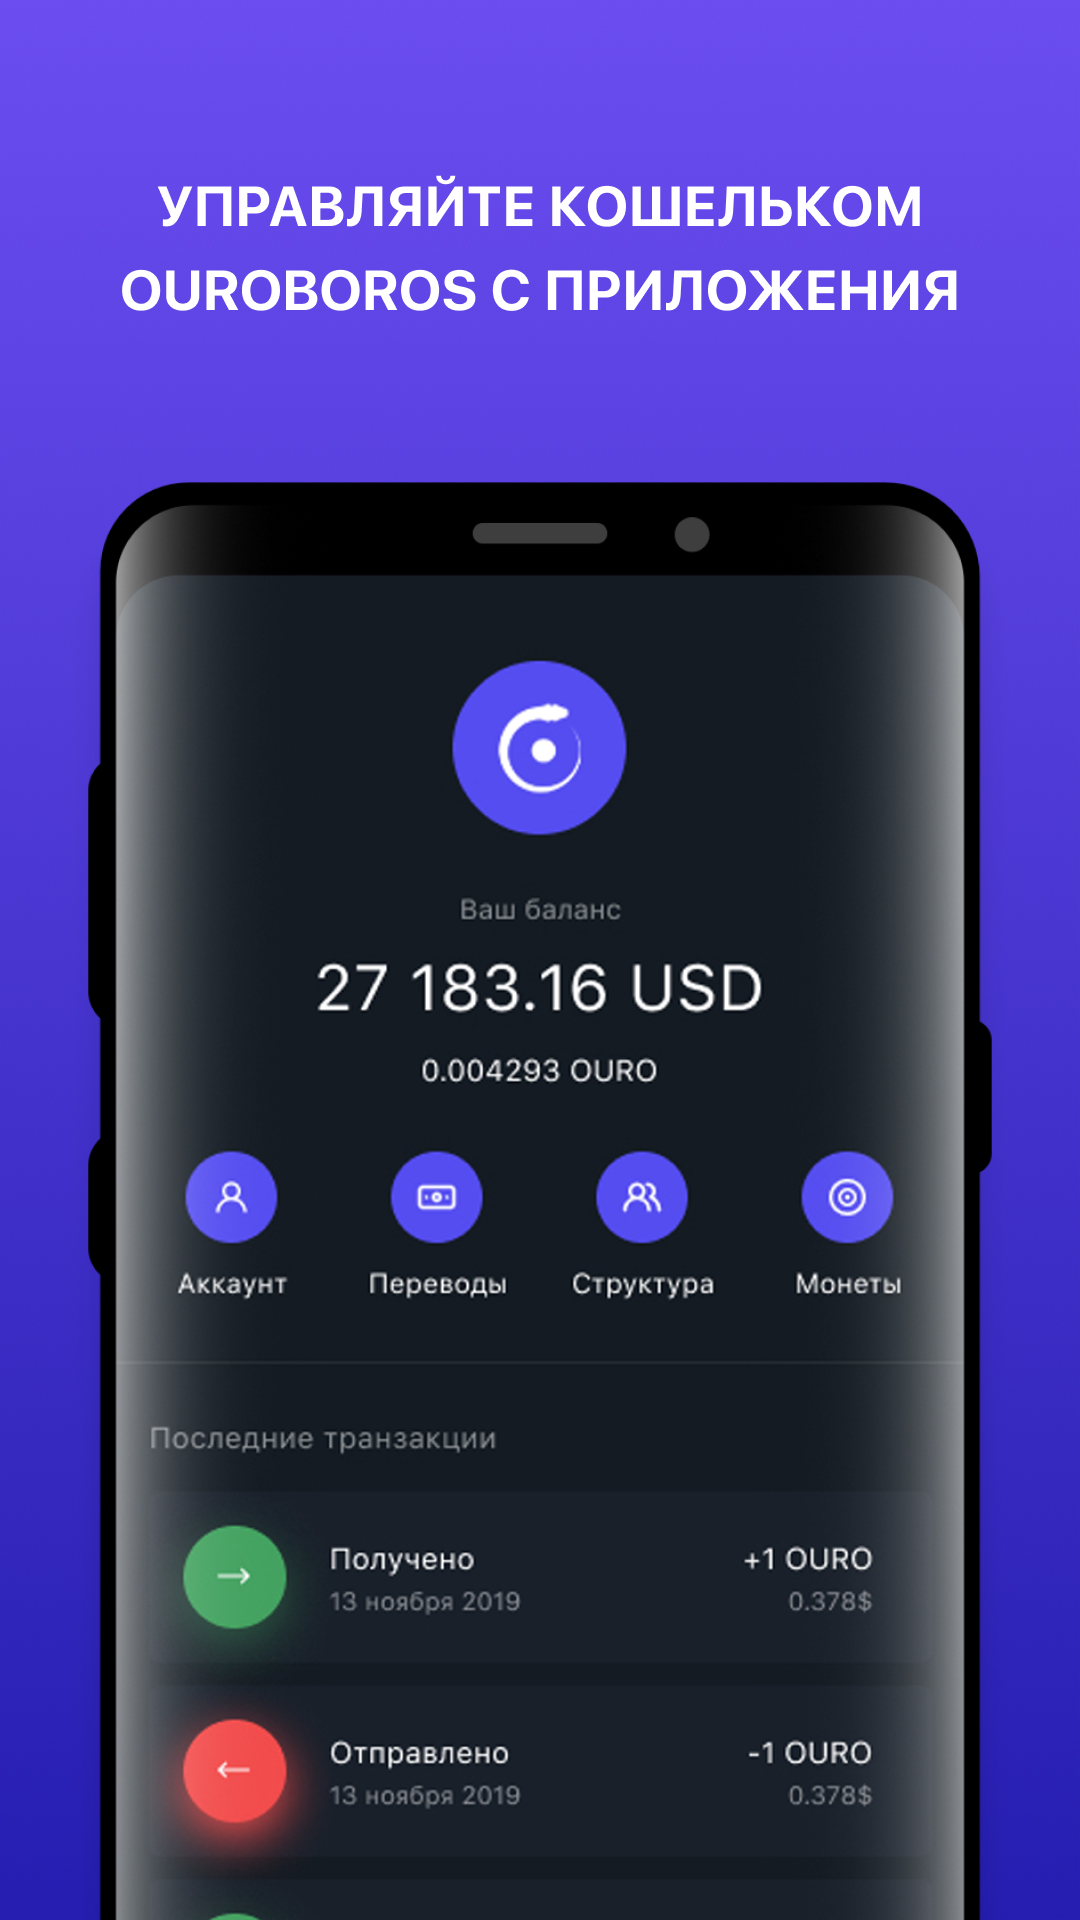 УПРАВЛЯЙТЕ КОШЕЛЬКОМ
OUROBOROS С ПРИЛОЖЕНИЯ
Ваш баланс
27 183.16 USD
0.004293 OURO
Аккаунт Переводы Структура Монеты
Последние транзакции
Получено +1 OURO
13 ноября 2019 0.378$
Отправлено -1 OURO
13 ноября 2019 0.378$